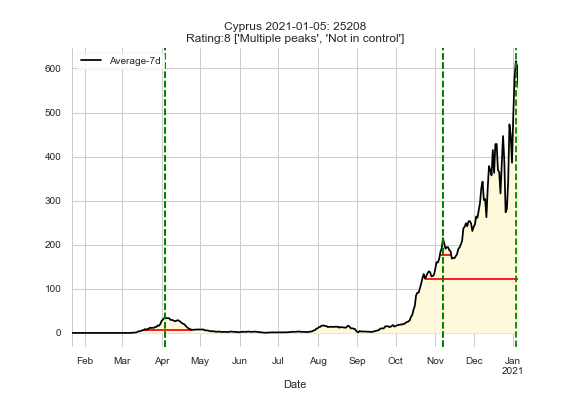 Cyprus 2021-01-05: 25208
Rating:8 ['Multiple peaks', 'Not in control']
Average-7d
600
500
400
300
200
100
0
Feb Mar Apr May Jun Jul Aug Sep Oct Nov Dec Jan
2021
Date